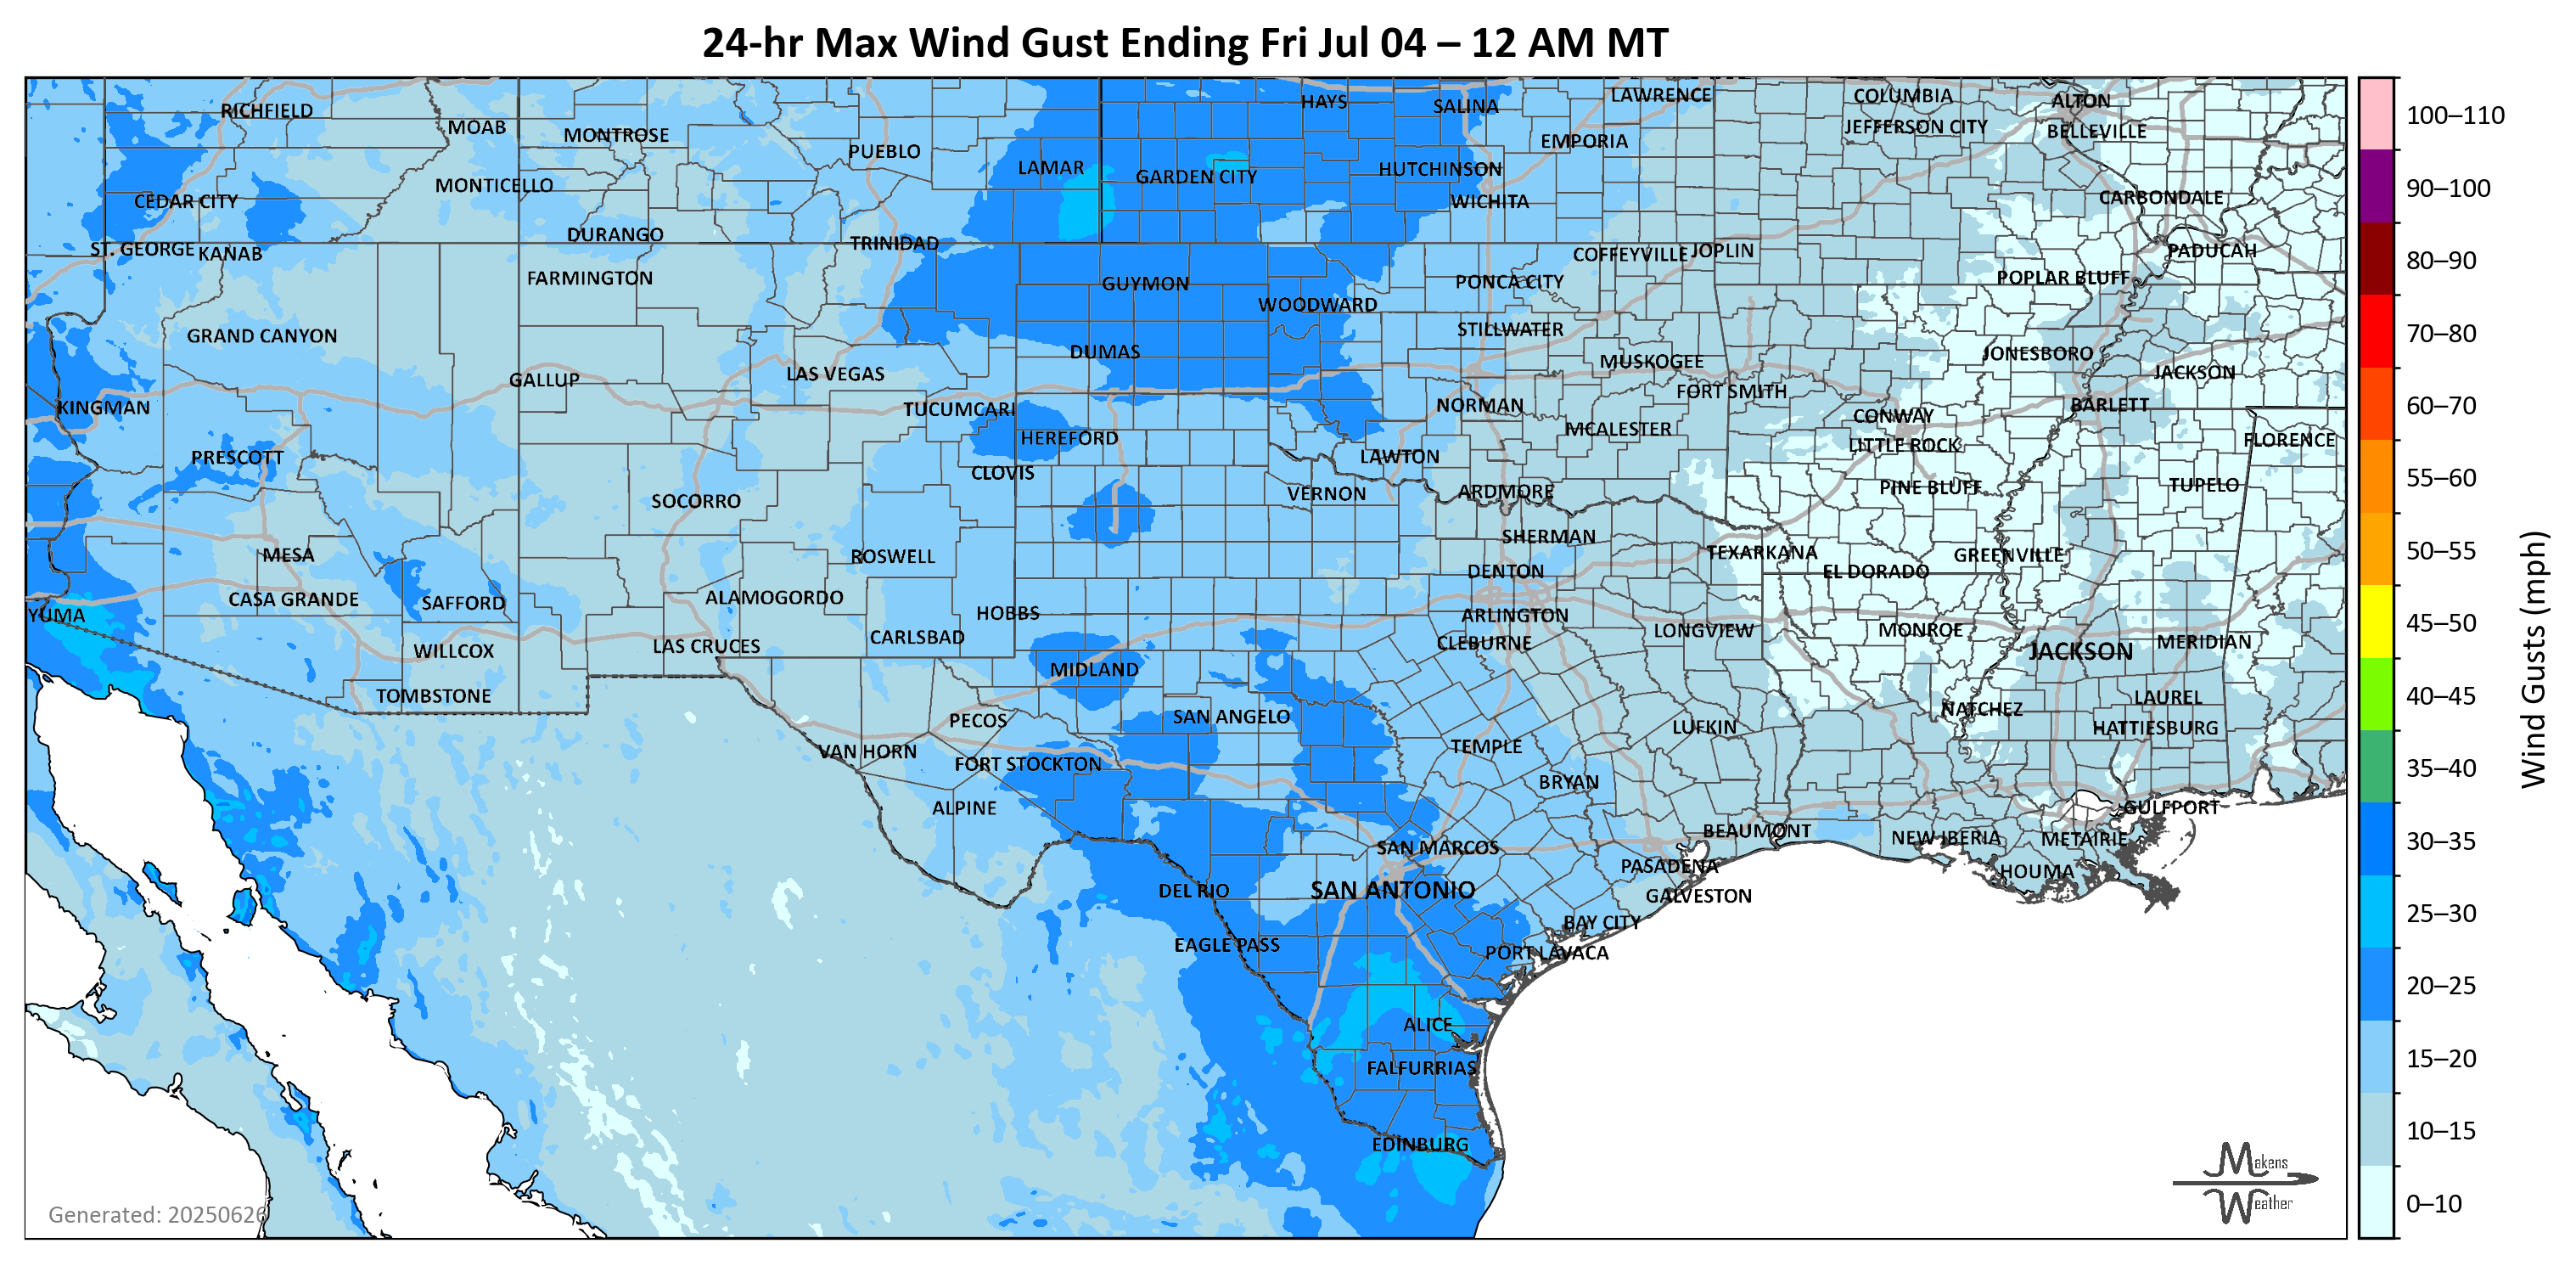 24-hr Max Wind Gust Ending Fri Jul 04 – 12 AM MT
RICHFIELD
MOAB
MONTROSE
PUEBLO
LAMAR
HAYS
SALINA
LAWRENCE
COLUMBIA
ALTON
EMPORIA
JEFFERSON CITY
BELLEVILLE
GARDEN CITY
HUTCHINSON
CEDAR CITY
MONTICELLO
WICHITA
CARBONDALE
ST. GEORGE
KANAB
DURANGO
TRINIDAD
COFFEYVILLE
JOPLIN
PADUCAH
FARMINGTON
GUYMON
PONCA CITY
POPLAR BLUFF
WOODWARD
GRAND CANYON
STILLWATER
DUMAS
MUSKOGEE
JONESBORO
GALLUP
LAS VEGAS
FORT SMITH
JACKSON
KINGMAN
TUCUMCARI
NORMAN
CONWAY
BARLETT
HEREFORD
MCALESTER
LITTLE ROCK
FLORENCE
PRESCOTT
CLOVIS
LAWTON
SOCORRO
VERNON
ARDMORE
PINE BLUFF
TUPELO
MESA
ROSWELL
SHERMAN
TEXARKANA
GREENVILLE
DENTON
EL DORADO
YUMA
CASA GRANDE
SAFFORD
ALAMOGORDO
HOBBS
ARLINGTON
WILLCOX
LAS CRUCES
CARLSBAD
CLEBURNE
LONGVIEW
MONROE
JACKSON
MERIDIAN
TOMBSTONE
MIDLAND
PECOS
SAN ANGELO
LUFKIN
NATCHEZ
LAUREL
HATTIESBURG
VAN HORN
FORT STOCKTON
TEMPLE
BRYAN
ALPINE
GULFPORT
SAN MARCOS
BEAUMONT
NEW IBERIA
METAIRIE
DEL RIO
SAN ANTONIO
PASADENA
HOUMA
GALVESTON
EAGLE PASS
BAY CITY
PORT LAVACA
ALICE
FALFURRIAS
EDINBURG
Generated: 20250626
Makens
Weather
100–110
90–100
80–90
70–80
60–70
55–60
50–55
45–50
40–45
35–40
30–35
25–30
20–25
15–20
10–15
0–10
Wind Gusts (mph)